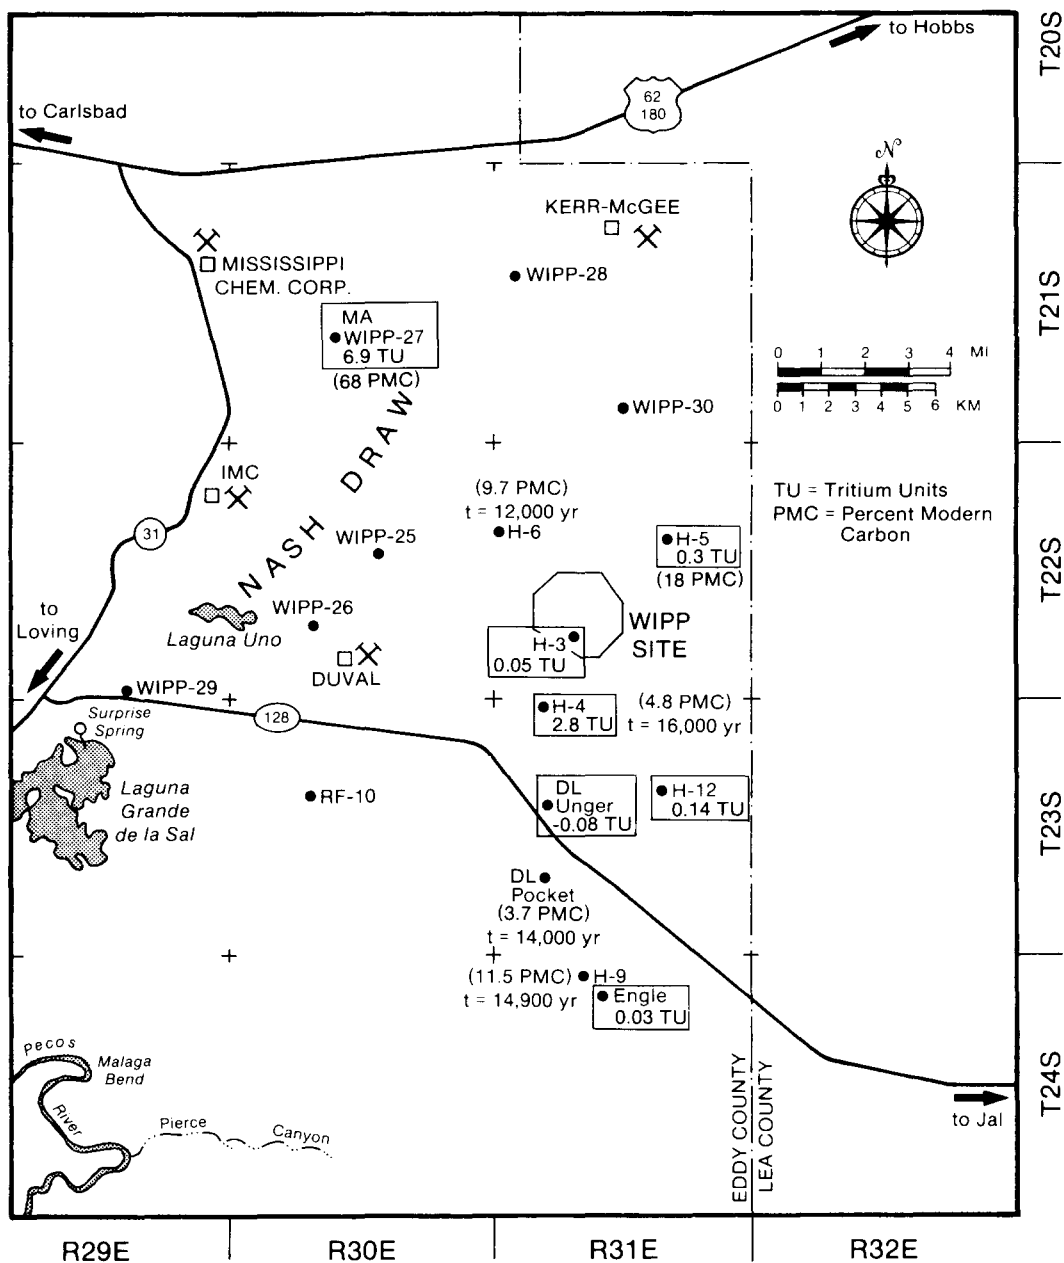 T20S
to Hobbs
62
180
to Carlsbad
N
KERR-McGEE
MISSISSIPPI
CHEM. CORP.
WIPP-28
T21S
MA
WIPP-27
6.9 TU
(68 PMC)
0 1 2 3 4 MI
0 1 2 3 4 5 6 KM
WIPP-30
NASH DRAW
IMC
(9.7 PMC)
t = 12,000 yr
H-6
TU = Tritium Units
PMC = Percent Modern
Carbon
31
WIPP-25
H-5
0.3 TU
(18 PMC)
T22S
to
Loving
WIPP-26
Laguna Uno
WIPP
SITE
H-3
0.05 TU
DUVAL
WIPP-29
128
H-4
2.8 TU
(4.8 PMC)
t = 16,000 yr
Surprise
Spring
Laguna
Grande
de la Sal
RF-10
DL
Unger
-0.08 TU
H-12
0.14 TU
T23S
DL
Pocket
(3.7 PMC)
t = 14,000 yr
(11.5 PMC)
H-9
t = 14,900 yr
Engle
0.03 TU
Pecos
River
Malaga
Bend
Pierce
Canyon
EDDY COUNTY
LEA COUNTY
to Jal
T24S
R29E
R30E
R31E
R32E